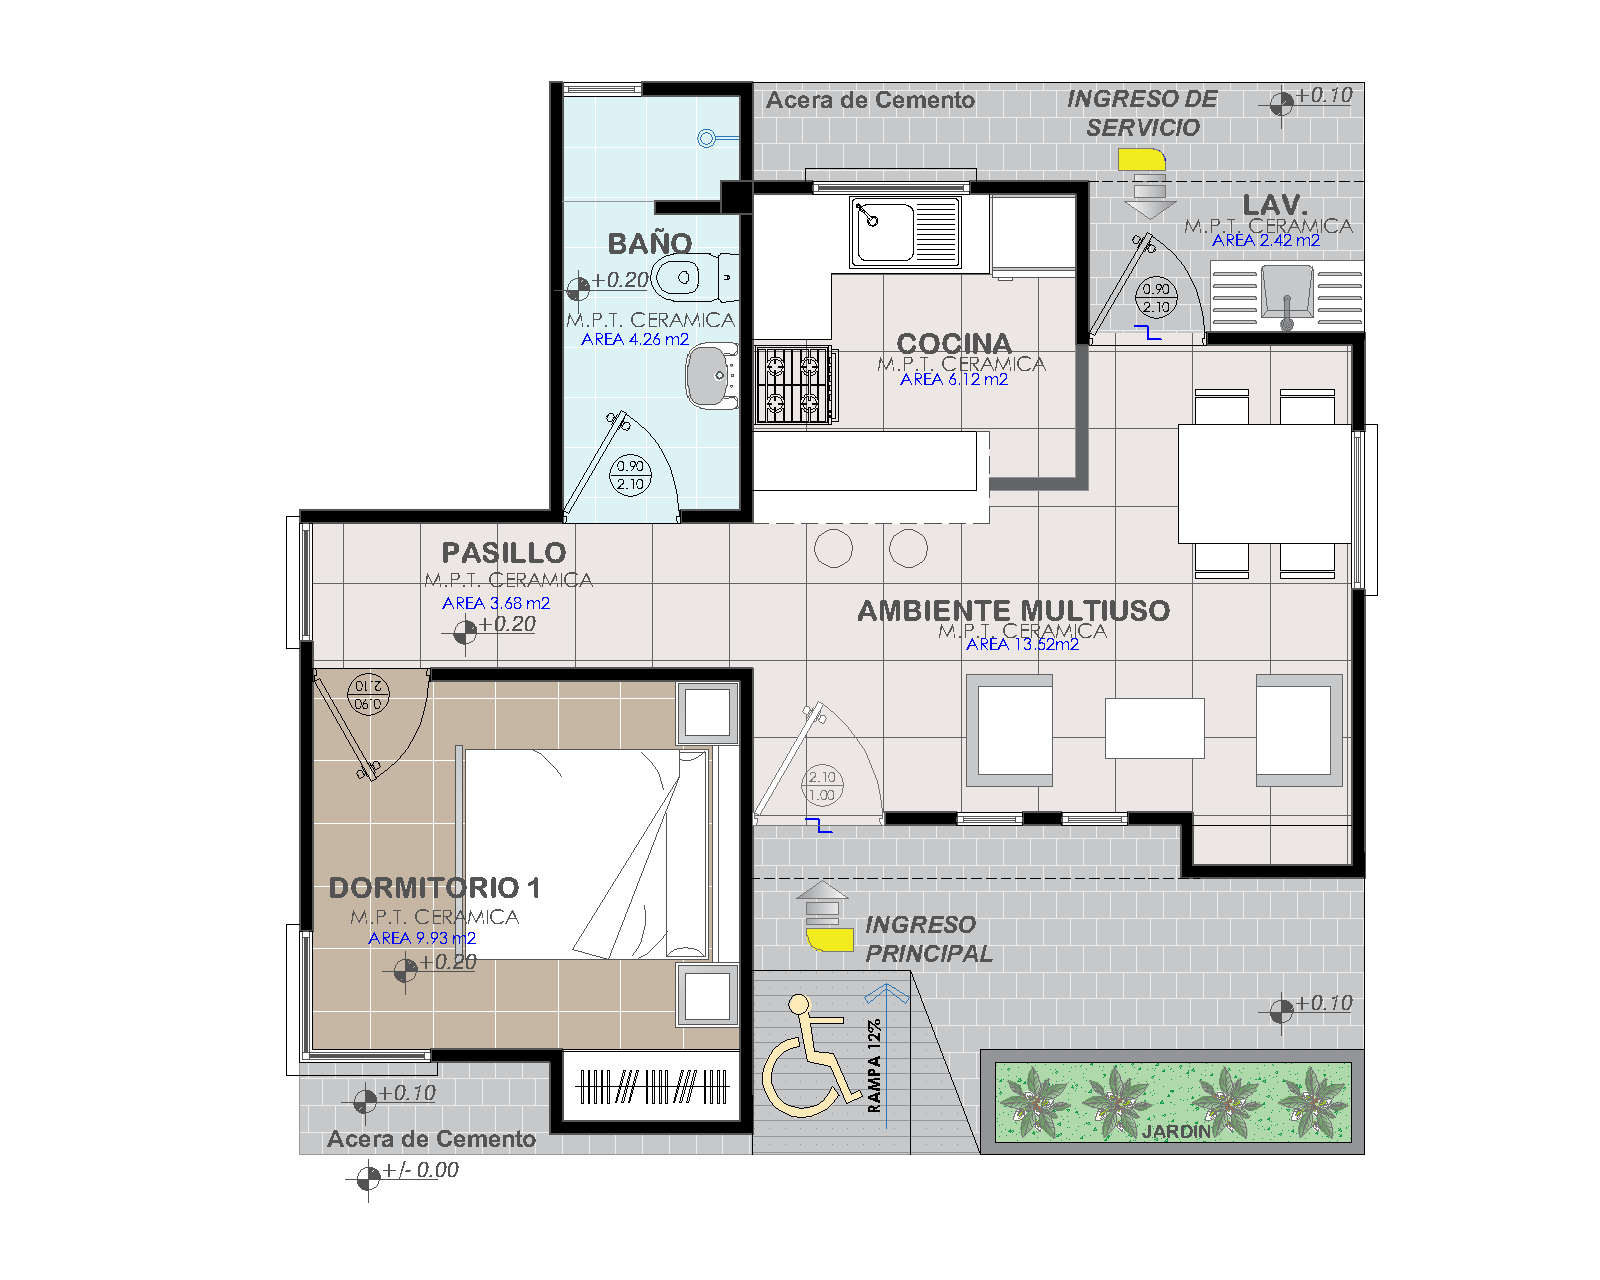 Acera de Cemento
INGRESO DE
SERVICIO
+0.10
LAV.
M.P.T. CERAMICA
AREA 2.42 m2
BAÑO
+0.20
M.P.T. CERAMICA
AREA 4.26 m2
0.90
2.10
COCINA
M.P.T. CERAMICA
AREA 6.12 m2
0.90
2.10
PASILLO
M.P.T. CERAMICA
AREA 3.68 m2
+0.20
AMBIENTE MULTIUSO
M.P.T. CERAMICA
AREA 13.52m2
0.90
2.10
2.10
1.00
DORMITORIO 1
M.P.T. CERAMICA
AREA 9.93 m2
+0.20
INGRESO
PRINCIPAL
+0.10
RAMPA 12%
+0.10
Acera de Cemento
JARDIN
+/- 0.00